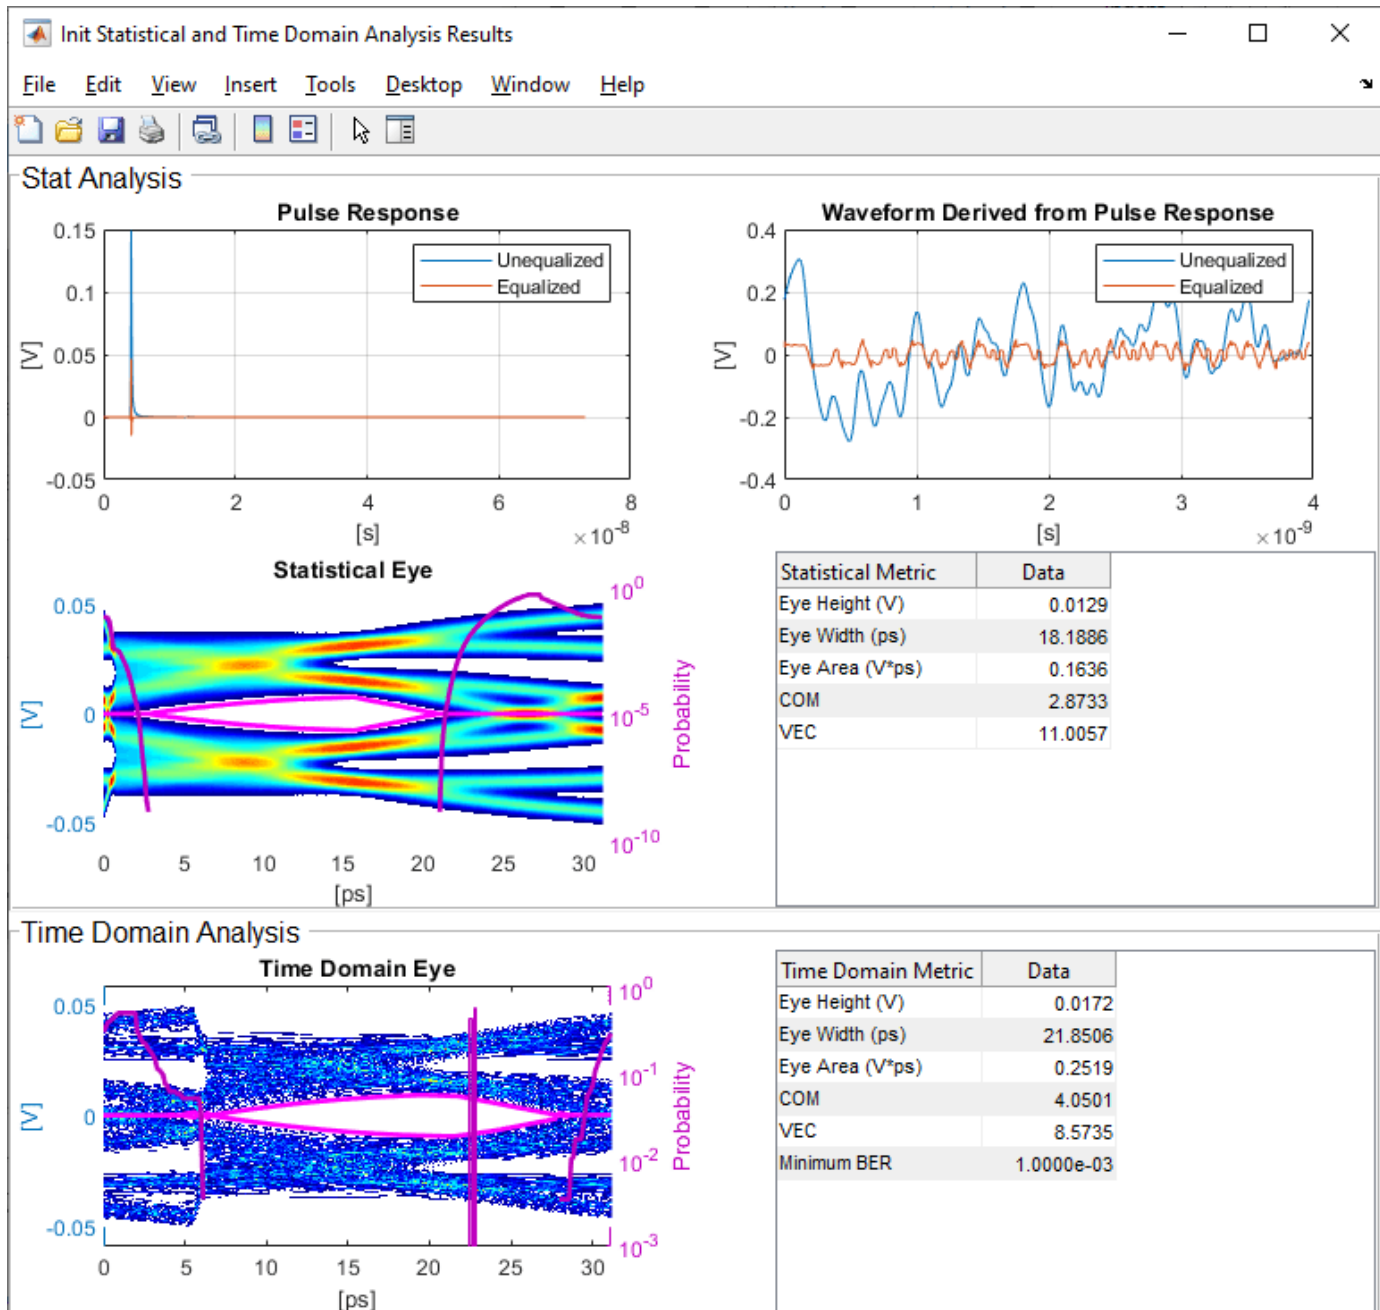 Init Statistical and Time Domain Analysis Results
File Edit View Insert Tools Desktop Window Help
Stat Analysis
Pulse Response
0.15
0.1
0.05
0
-0.05
[V]
Unequalized
Equalized
0 2 4 6 8
[s]
×10-8
Waveform Derived from Pulse Response
0.4
0.2
0
-0.2
-0.4
[V]
Unequalized
Equalized
0 1 2 3 4
[s]
×10-9
Statistical Eye
0.05
0
-0.05
[V]
10^0
10^-5
10^-10
Probability
0 5 10 15 20 25 30
[ps]
Statistical Metric Data
Eye Height (V) 0.0129
Eye Width (ps) 18.1886
Eye Area (V*ps) 0.1636
COM 2.8733
VEC 11.0057
Time Domain Analysis
Time Domain Eye
0.05
0
-0.05
[V]
10^0
10^-1
10^-2
10^-3
Probability
0 5 10 15 20 25 30
[ps]
Time Domain Metric Data
Eye Height (V) 0.0172
Eye Width (ps) 21.8506
Eye Area (V*ps) 0.2519
COM 4.0501
VEC 8.5735
Minimum BER 1.0000e-03